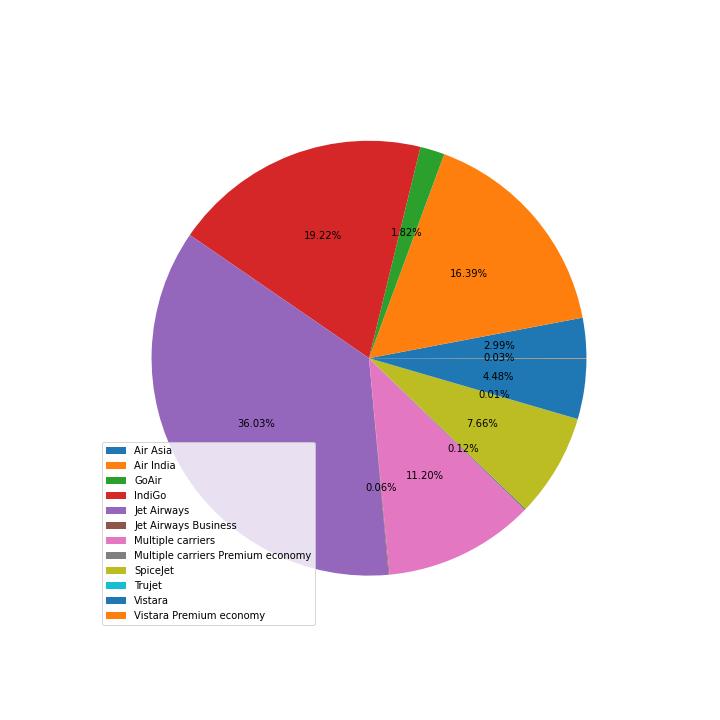 1.82%
19.22%
16.39%
2.99%
0.03%
4.48%
0.01%
36.03%
7.66%
0.12%
11.20%
0.06%
Air Asia
Air India
GoAir
IndiGo
Jet Airways
Jet Airways Business
Multiple carriers
Multiple carriers Premium economy
SpiceJet
Trujet
Vistara
Vistara Premium economy